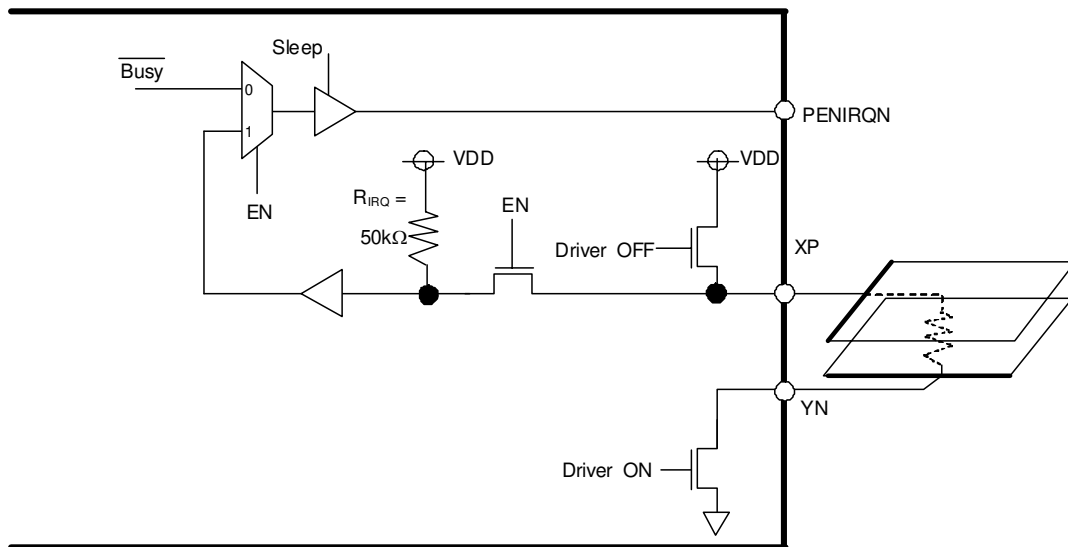 Sleep
Busy
0
PENIRQN
1
VDD
VDD
R_IRQ =
EN
EN
50kΩ
Driver OFF
XP
YN
Driver ON